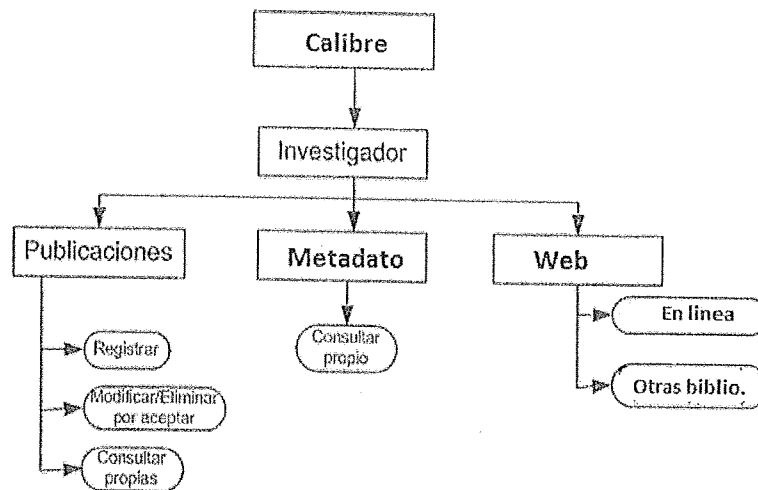 Calibre
Investigador
Publicaciones
Metadato
Web
Registrar
Modificar/Eliminar
por aceptar
Consultar
propias
Consultar
propio
En linea
Otras biblio.